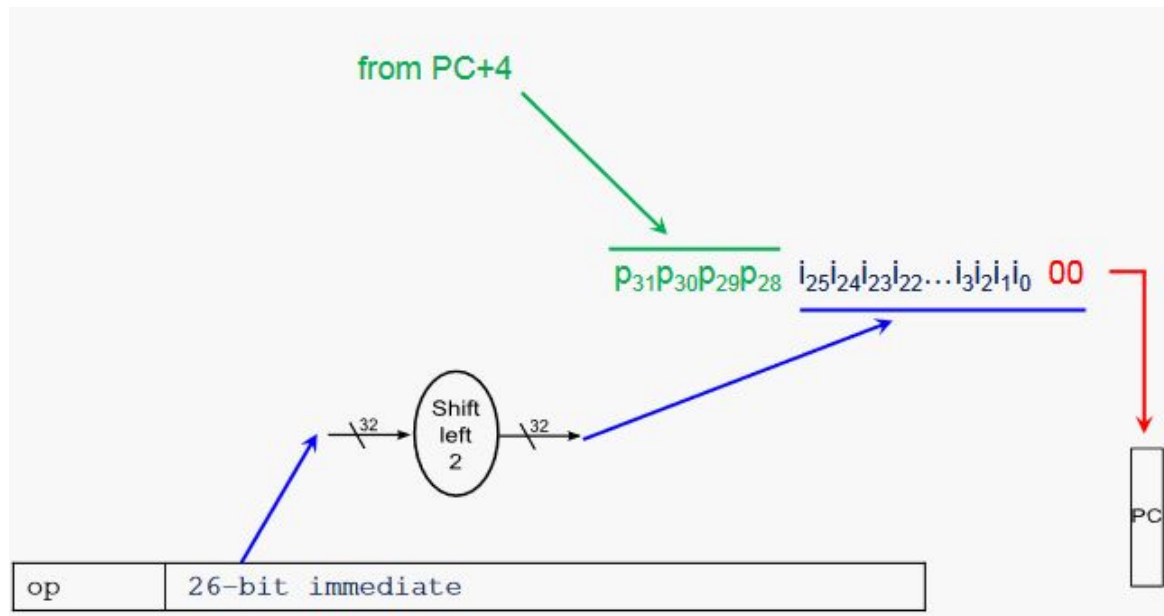 from PC+4
p₃₁p₃₀p₂₉p₂₈ i₂₅i₂₄i₂₃i₂₂...i₃i₂i₁i₀ 00
32
Shift
left
2
32
PC
op 26-bit immediate